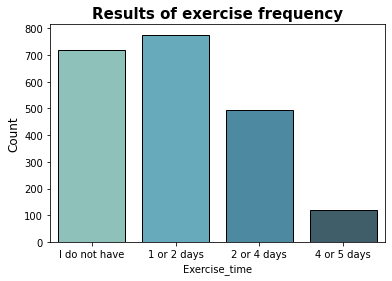 Results of exercise frequency
Count
800
700
600
500
400
300
200
100
0
I do not have 1 or 2 days 2 or 4 days 4 or 5 days
Exercise_time